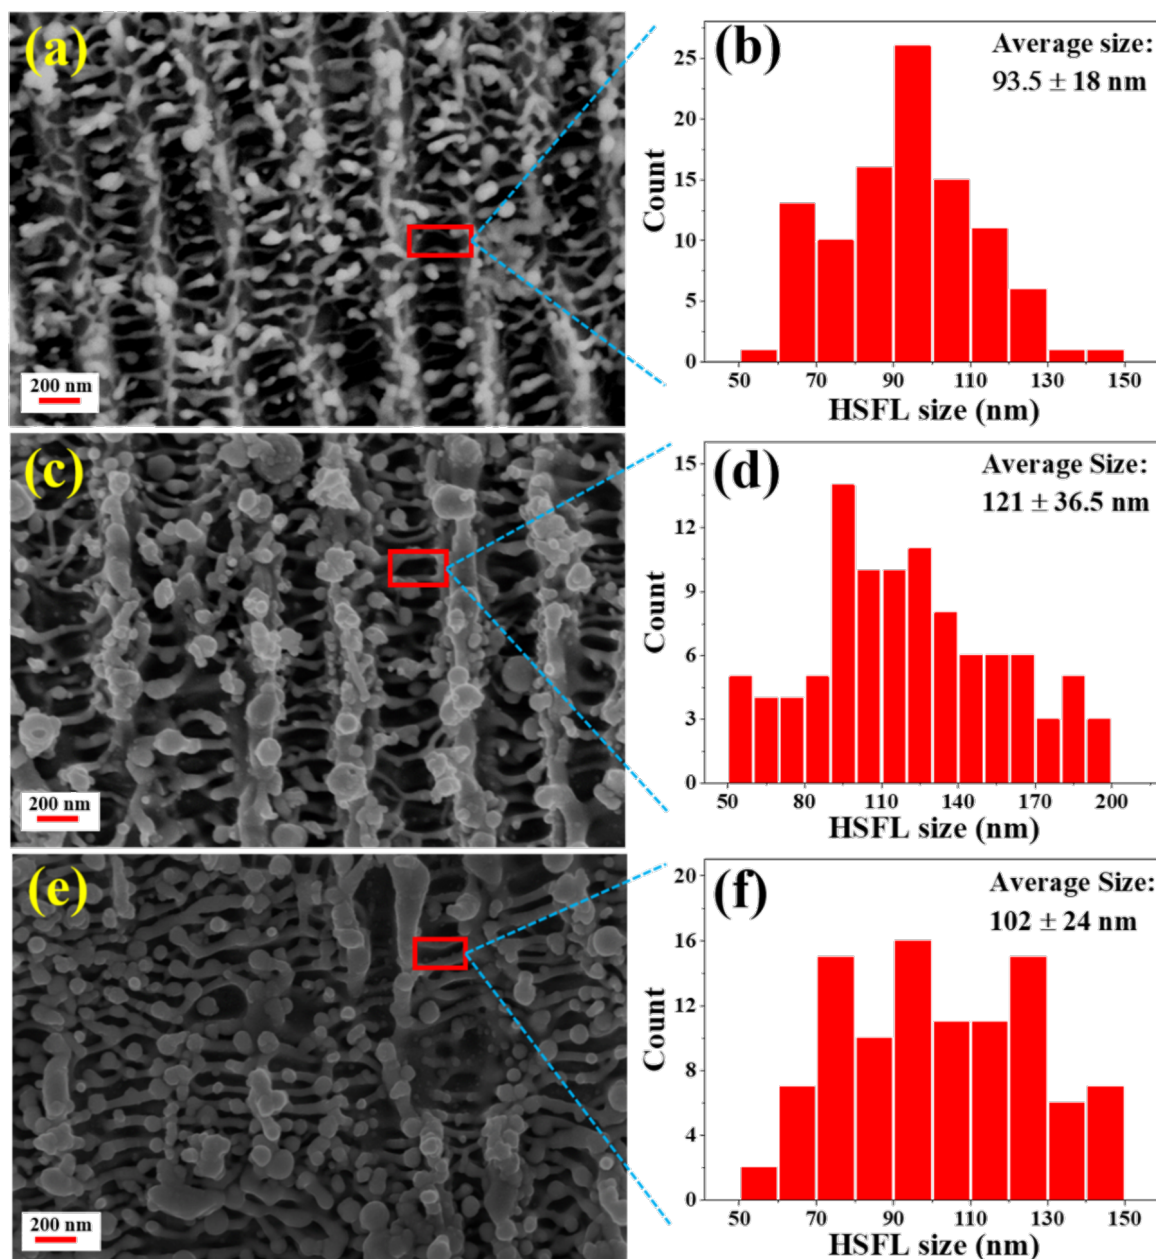 (a)
200 nm
(b)
Average size:
93.5 ± 18 nm
25
20
15
10
5
0
Count
50 70 90 110 130 150
HSFL size (nm)
(c)
200 nm
(d)
Average Size:
121 ± 36.5 nm
15
12
9
6
3
0
Count
50 80 110 140 170 200
HSFL size (nm)
(e)
200 nm
(f)
Average Size:
102 ± 24 nm
20
16
12
8
4
0
Count
50 70 90 110 130 150
HSFL size (nm)